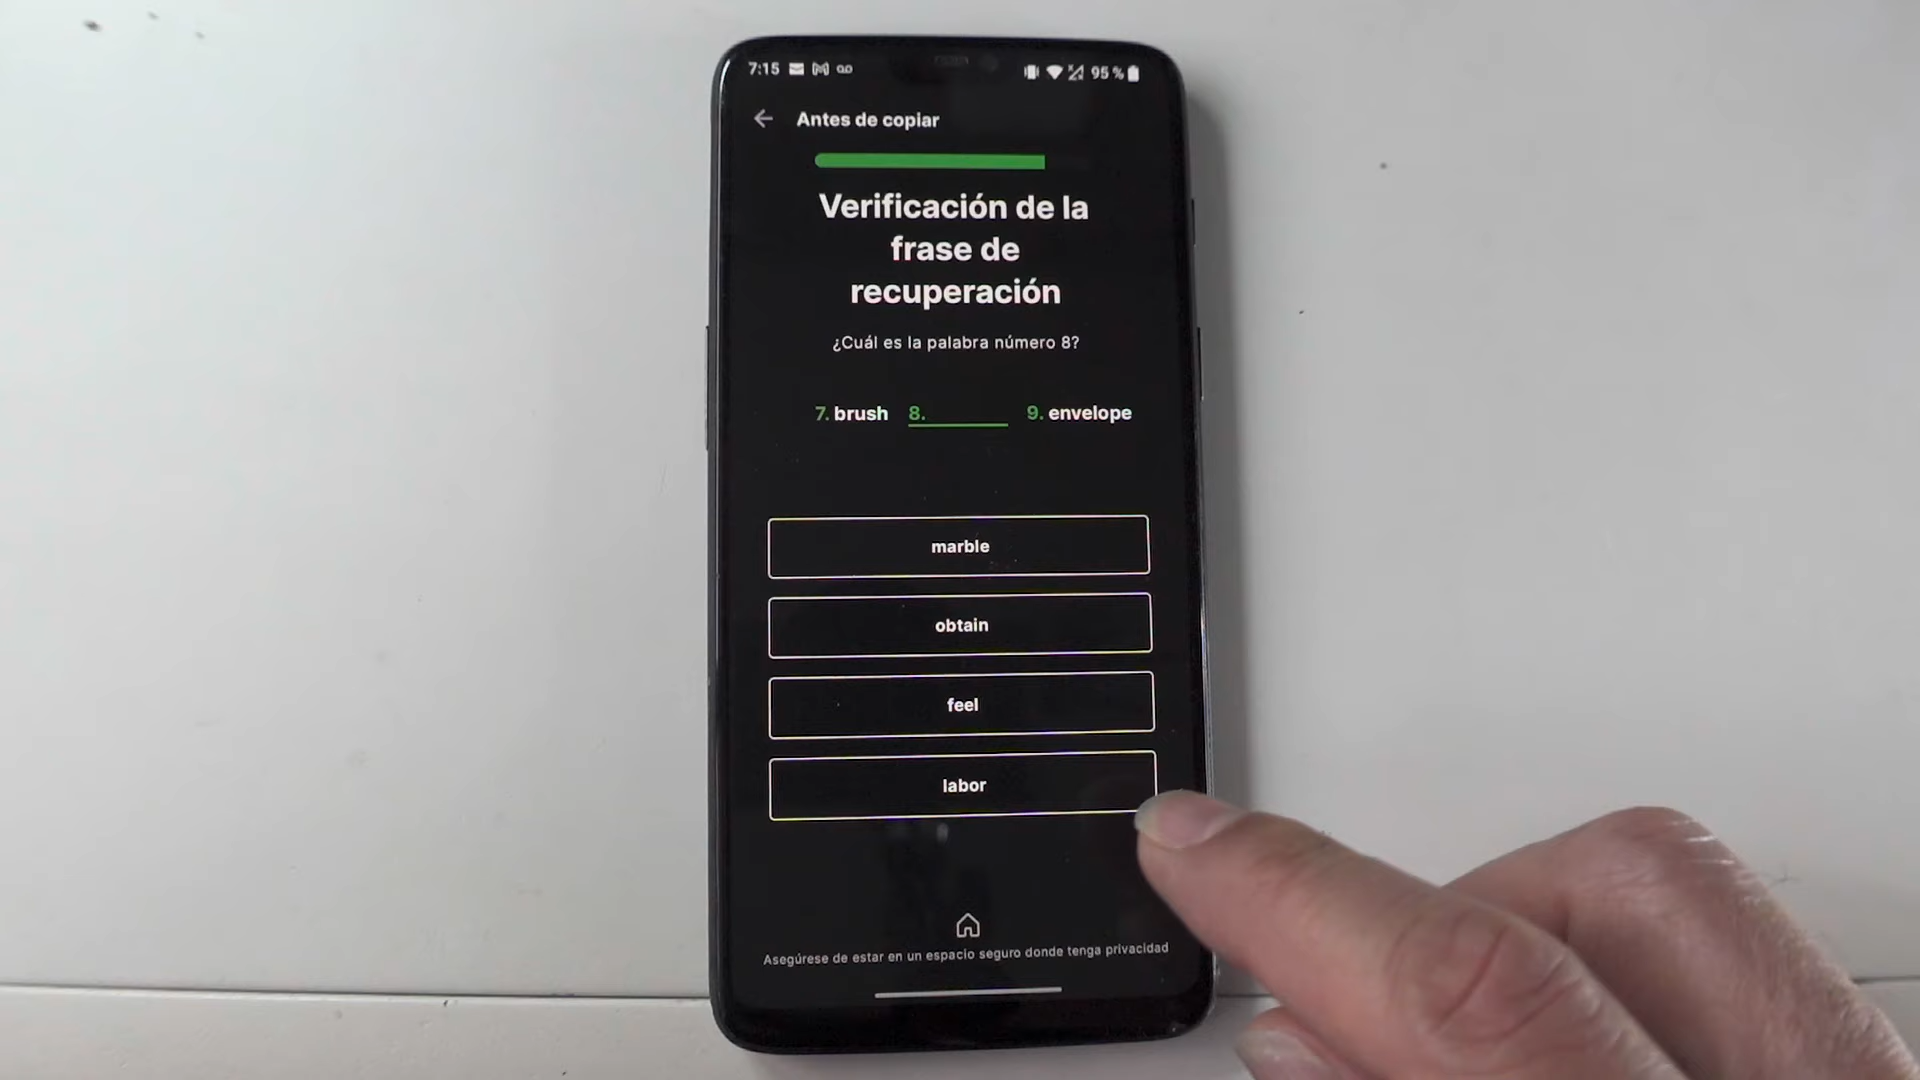 7:15
95 %
Antes de copiar
Verificación de la
frase de
recuperación
¿Cuál es la palabra número 8?
7. brush 8. 9. envelope
marble
obtain
feel
labor
Asegúrese de estar en un espacio seguro donde tenga privacidad